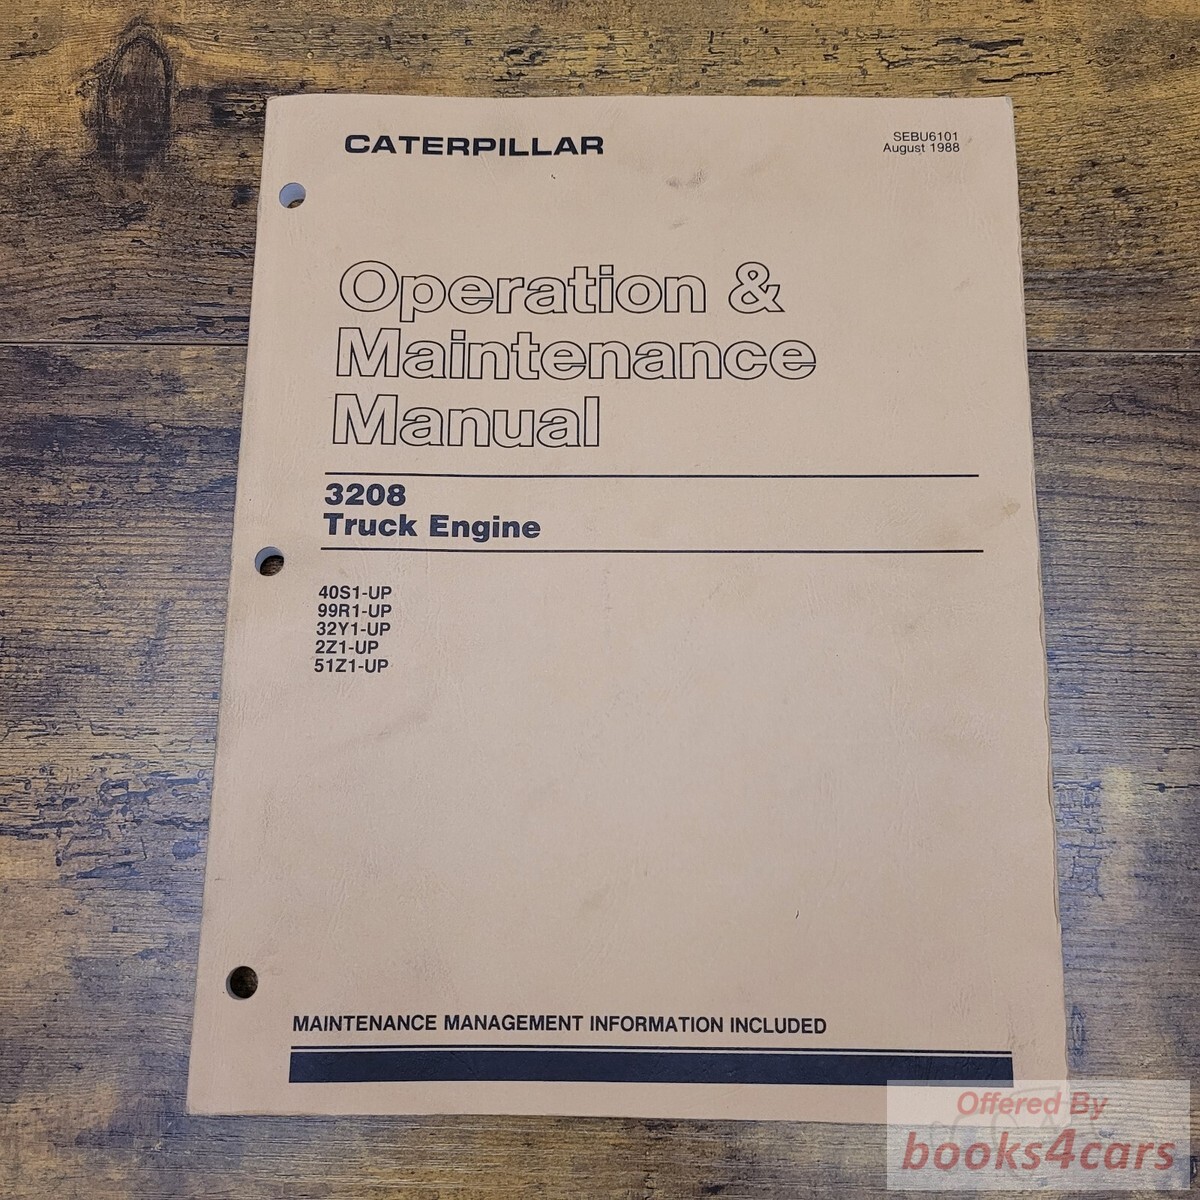 CATERPILLAR
SEBU6101
August 1988
Operation &
Maintenance
Manual
3208
Truck Engine
40S1-UP
99R1-UP
32Y1-UP
2Z1-UP
51Z1-UP
MAINTENANCE MANAGEMENT INFORMATION INCLUDED
Offered By
books4cars